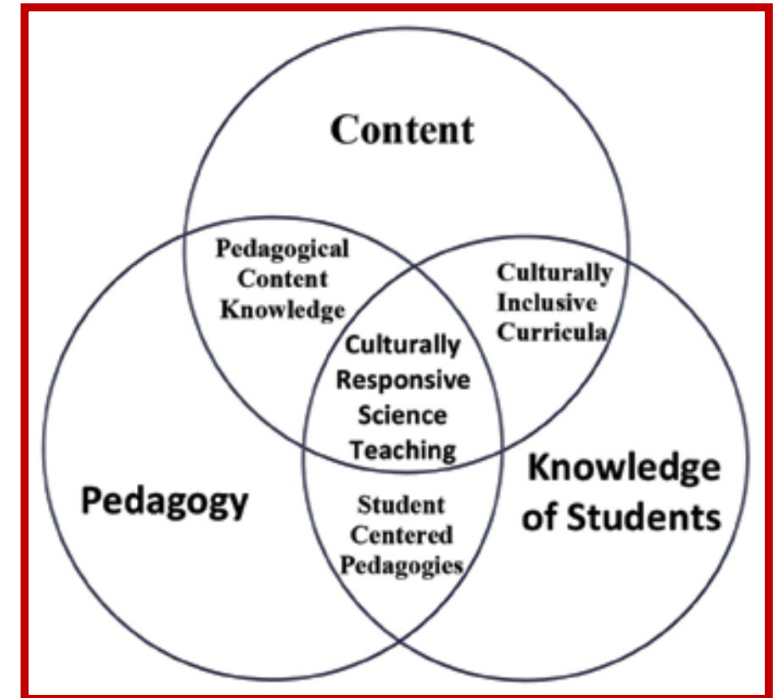 Content
Pedagogical
Content
Knowledge
Culturally
Inclusive
Curricula
Culturally
Responsive
Science
Teaching
Pedagogy
Knowledge
of Students
Student
Centered
Pedagogies